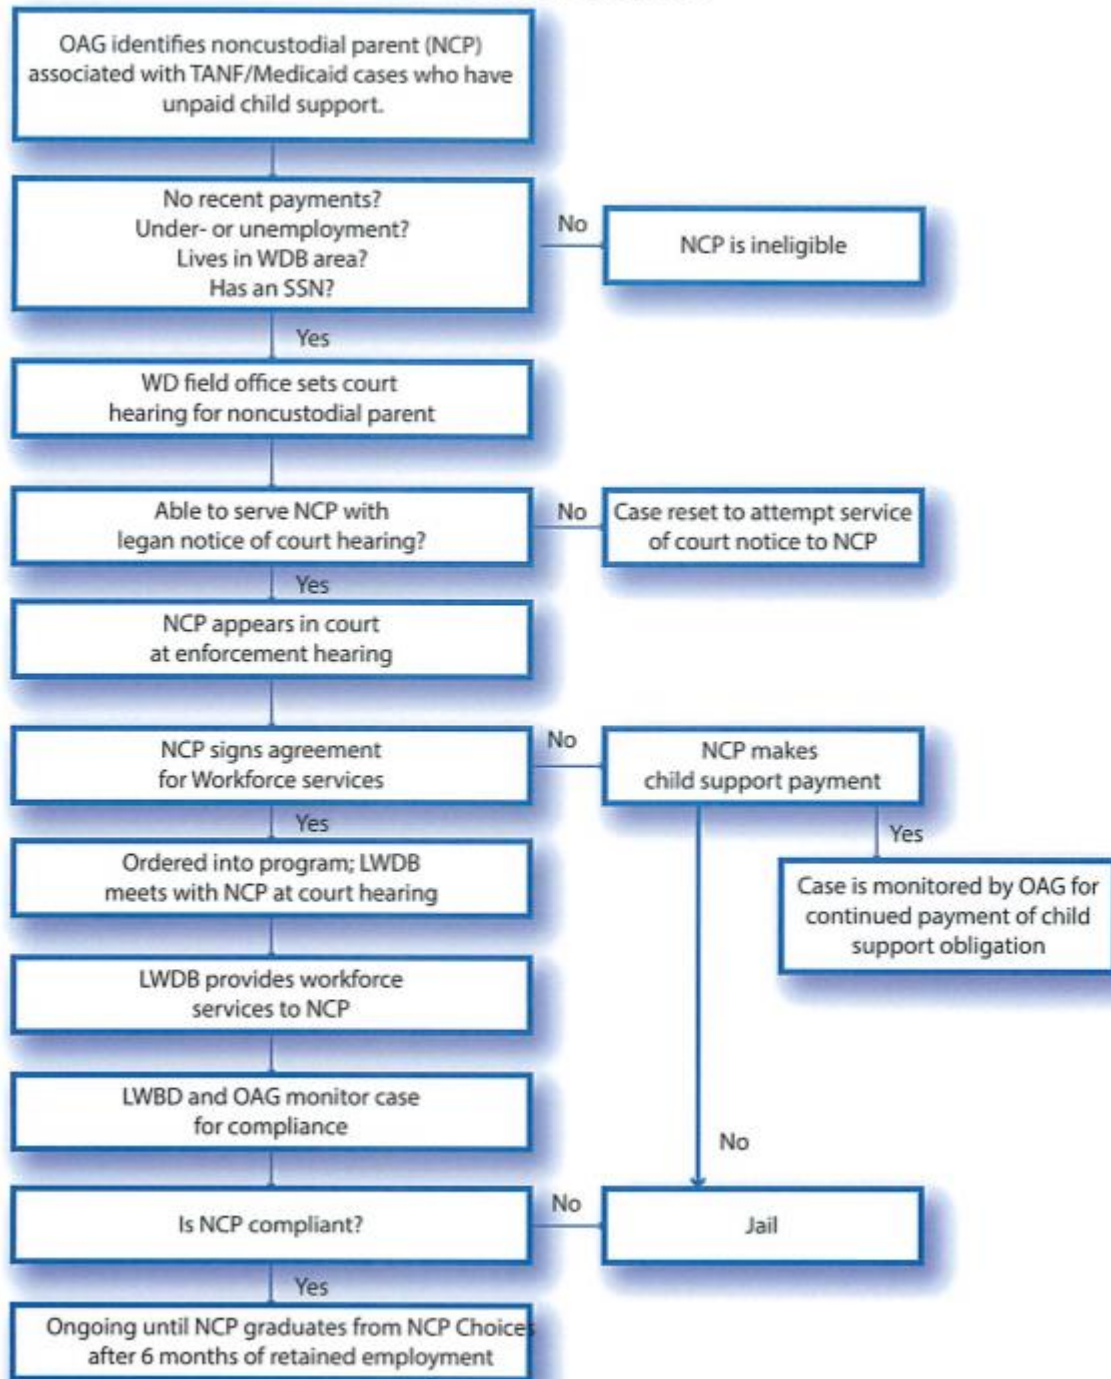 OAG identifies noncustodial parent (NCP)
associated with TANF/Medicaid cases who have
unpaid child support.
No recent payments?
Under- or unemployment?
Lives in WDB area?
Has an SSN?
No
NCP is ineligible
Yes
WD field office sets court
hearing for noncustodial parent
Able to serve NCP with
legan notice of court hearing?
No
Case reset to attempt service
of court notice to NCP
Yes
NCP appears in court
at enforcement hearing
NCP signs agreement
for Workforce services
No
NCP makes
child support payment
Yes
Yes
Ordered into program; LWDB
meets with NCP at court hearing
Case is monitored by OAG for
continued payment of child
support obligation
LWDB provides workforce
services to NCP
LWBD and OAG monitor case
for compliance
No
Is NCP compliant?
No
Jail
Yes
Ongoing until NCP graduates from NCP Choices
after 6 months of retained employment